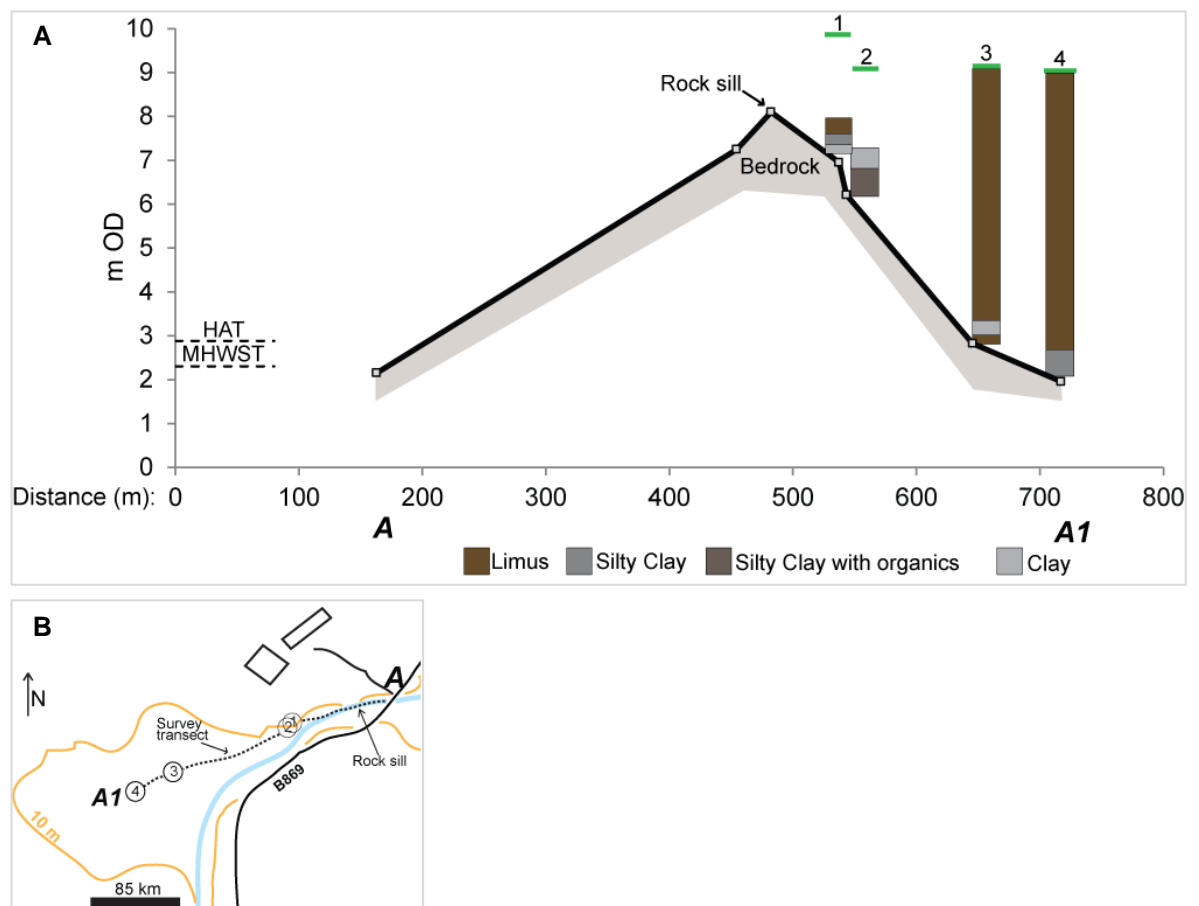 A
10
9
8
7
6
5
4
3
2
1
0
m OD
HAT
MHWST
Rock sill
Bedrock
1
2
3
4
Distance (m): 0 100 200 300 400 500 600 700 800
A A1
Limus Silty Clay Silty Clay with organics Clay
B
N
A
Survey
transect
1
2
3
4
A1
Rock sill
B869
10 m
85 km